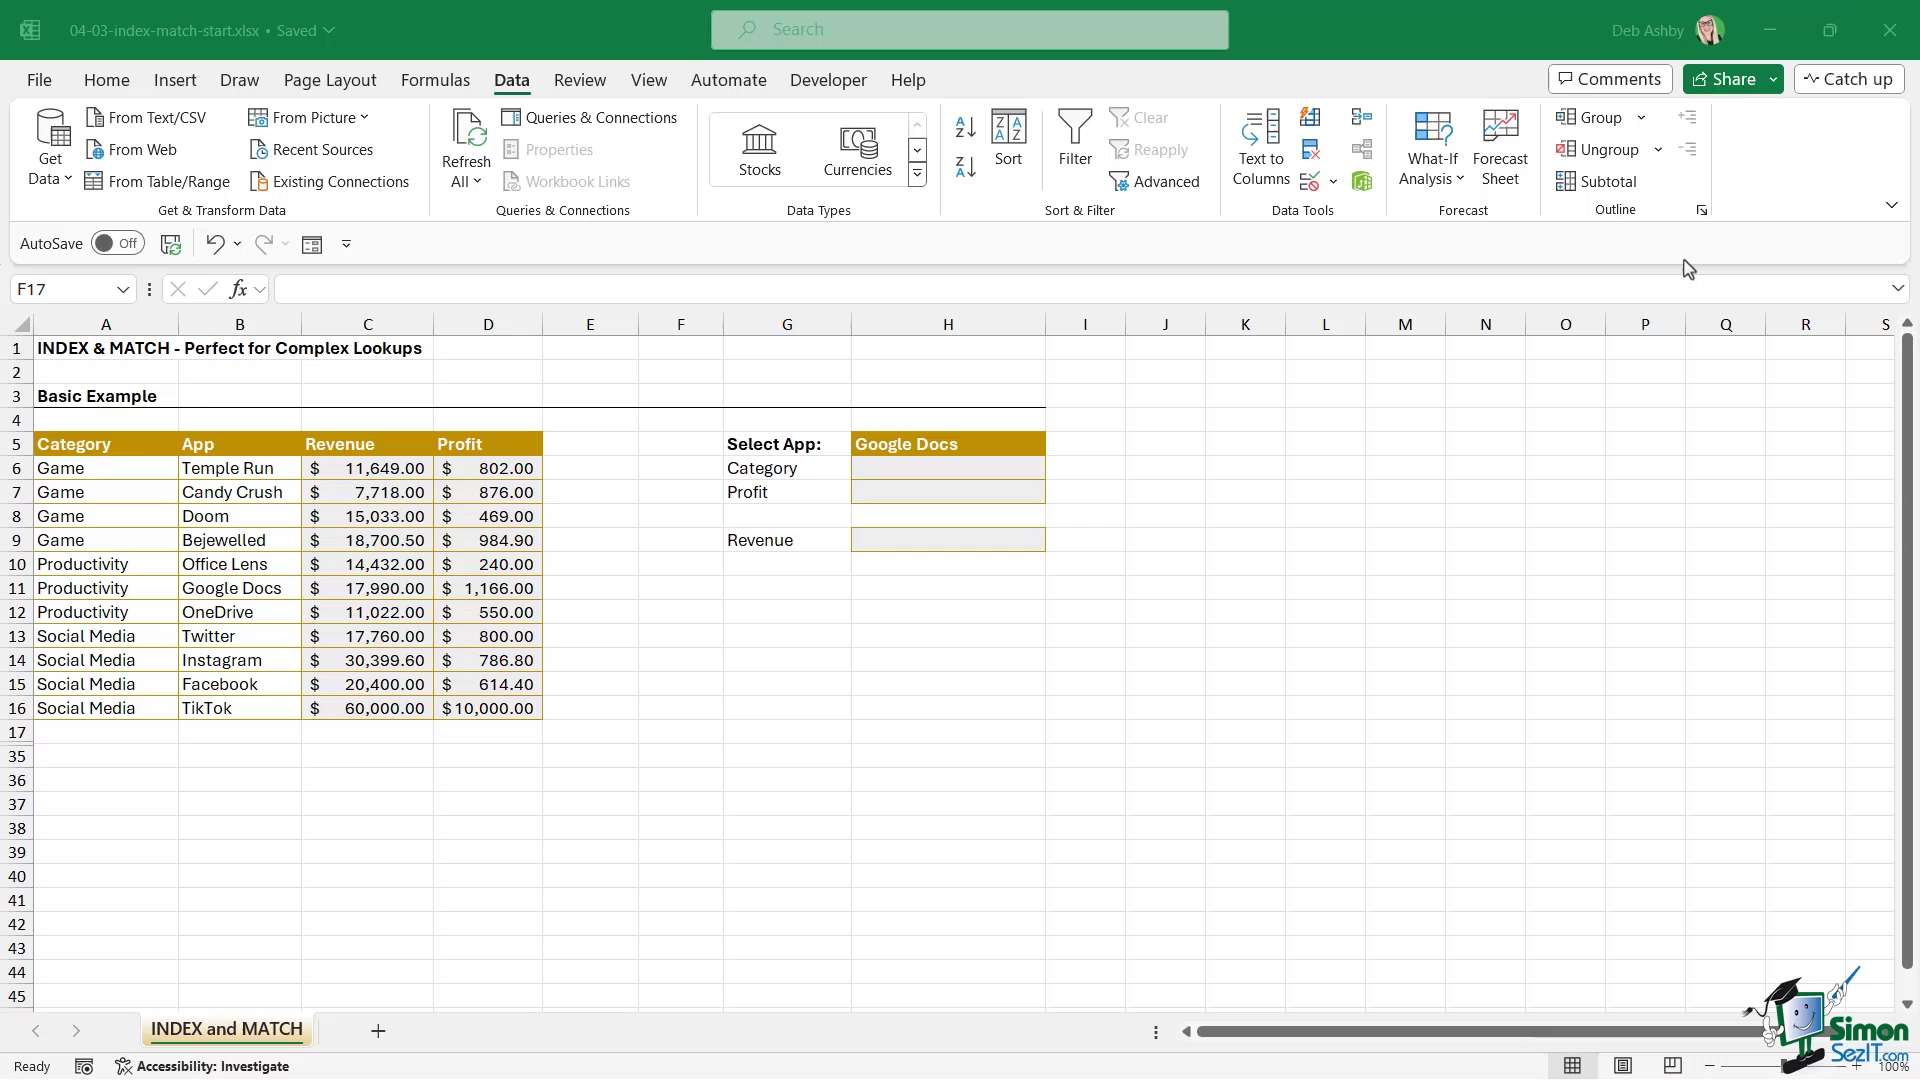 04-03-index-match-start.xlsx • Saved
Search
Deb Ashby
File Home Insert Draw Page Layout Formulas Data Review View Automate Developer Help
Comments Share Catch up
Get Data
From Text/CSV
From Web
From Table/Range
From Picture
Recent Sources
Existing Connections
Get & Transform Data
Refresh All
Queries & Connections
Properties
Workbook Links
Queries & Connections
Stocks
Currencies
Data Types
Sort
Filter
Clear
Reapply
Advanced
Sort & Filter
Text to Columns
Data Tools
What-If Analysis
Forecast Sheet
Forecast
Group
Ungroup
Subtotal
Outline
AutoSave Off
F17 fx
A B C D E F G H I J K L M N O P Q R S
1 INDEX & MATCH - Perfect for Complex Lookups
2
3 Basic Example
4
5 Category App Revenue Profit Select App: Google Docs
6 Game Temple Run $ 11,649.00 $ 802.00 Category
7 Game Candy Crush $ 7,718.00 $ 876.00 Profit
8 Game Doom $ 15,033.00 $ 469.00
9 Game Bejewelled $ 18,700.50 $ 984.90 Revenue
10 Productivity Office Lens $ 14,432.00 $ 240.00
11 Productivity Google Docs $ 17,990.00 $ 1,166.00
12 Productivity OneDrive $ 11,022.00 $ 550.00
13 Social Media Twitter $ 17,760.00 $ 800.00
14 Social Media Instagram $ 30,399.60 $ 786.80
15 Social Media Facebook $ 20,400.00 $ 614.40
16 Social Media TikTok $ 60,000.00 $10,000.00
17
35
36
37
38
39
40
41
42
43
44
45
INDEX and MATCH
Simon
SezIT.com
Ready Accessibility: Investigate 100%